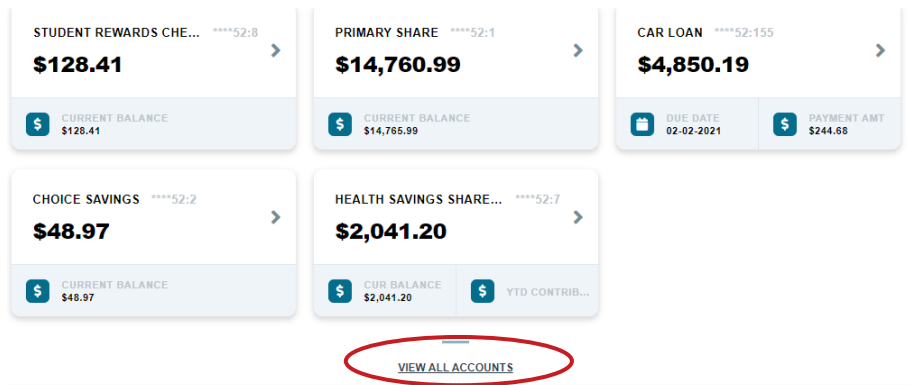 STUDENT REWARDS CHE... ****52:8
$128.41
CURRENT BALANCE
$128.41
PRIMARY SHARE ****52:1
$14,760.99
CURRENT BALANCE
$14,765.99
CAR LOAN ****52:155
$4,850.19
DUE DATE
02-02-2021
PAYMENT AMT
$244.68
CHOICE SAVINGS ****52:2
$48.97
CURRENT BALANCE
$48.97
HEALTH SAVINGS SHARE... ****52:7
$2,041.20
CUR BALANCE
$2,041.20
YTD CONTRIB...
VIEW ALL ACCOUNTS